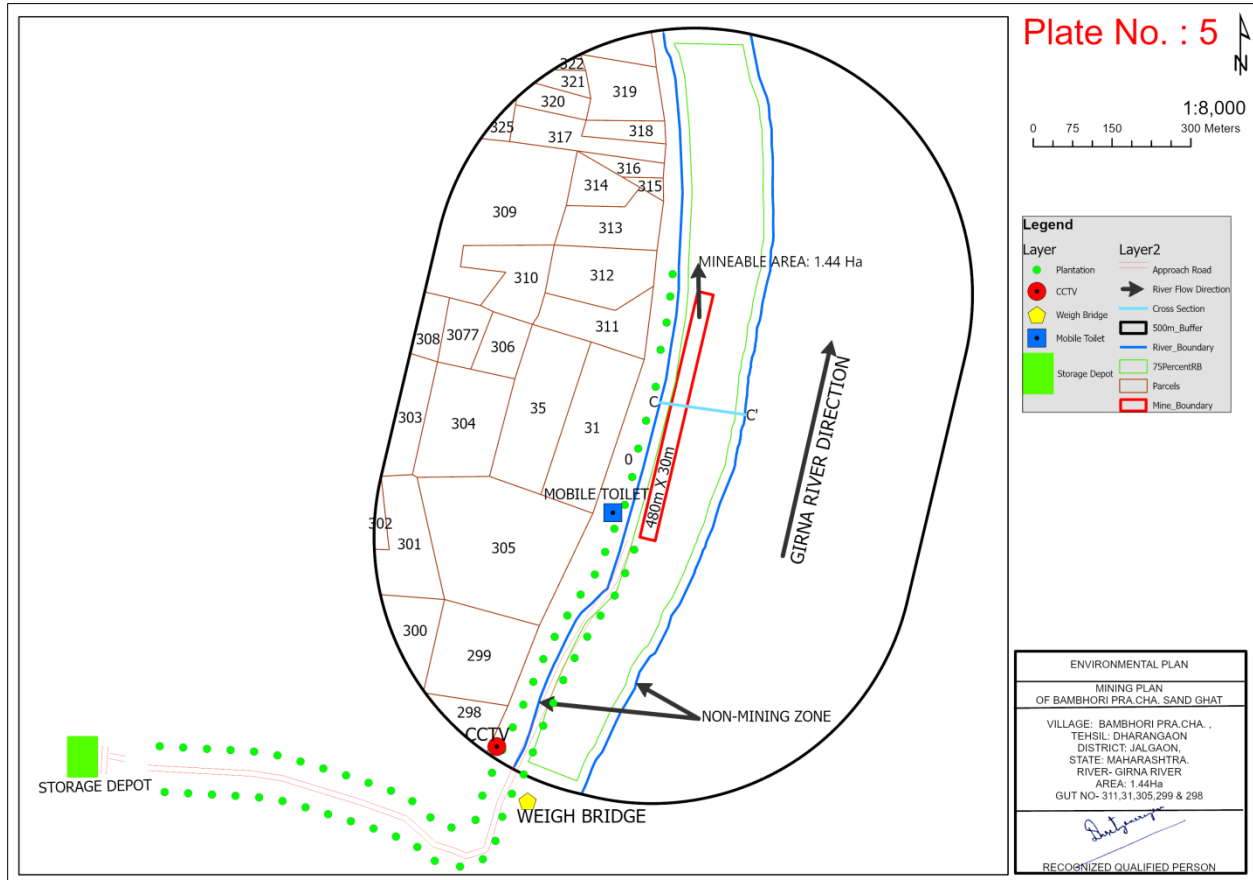 Plate No. : 5
N
1:8,000
0 75 150 300 Meters
Legend
Layer
Plantation
CCTV
Weigh Bridge
Mobile Toilet
Storage Depot
Layer2
Approach Road
River Flow Direction
Cross Section
500m_Buffer
River_Boundary
75PercentRB
Parcels
Mine_Boundary
322
321
319
320
325
317
318
316
314
315
309
313
310
312
MINEABLE AREA: 1.44 Ha
311
308
3077
306
303
304
35
31
C
C'
0
480m X 30m
GIRNA RIVER DIRECTION
MOBILE TOILET
302
301
305
300
299
298
NON-MINING ZONE
CCTV
STORAGE DEPOT
WEIGH BRIDGE
ENVIRONMENTAL PLAN
MINING PLAN
OF BAMBHORI PRA.CHA. SAND GHAT
VILLAGE: BAMBHORI PRA.CHA. ,
TEHSIL: DHARANGAON
DISTRICT: JALGAON,
STATE: MAHARASHTRA.
RIVER- GIRNA RIVER
AREA: 1.44Ha
GUT NO- 311,31,305,299 & 298
RECOGNIZED QUALIFIED PERSON